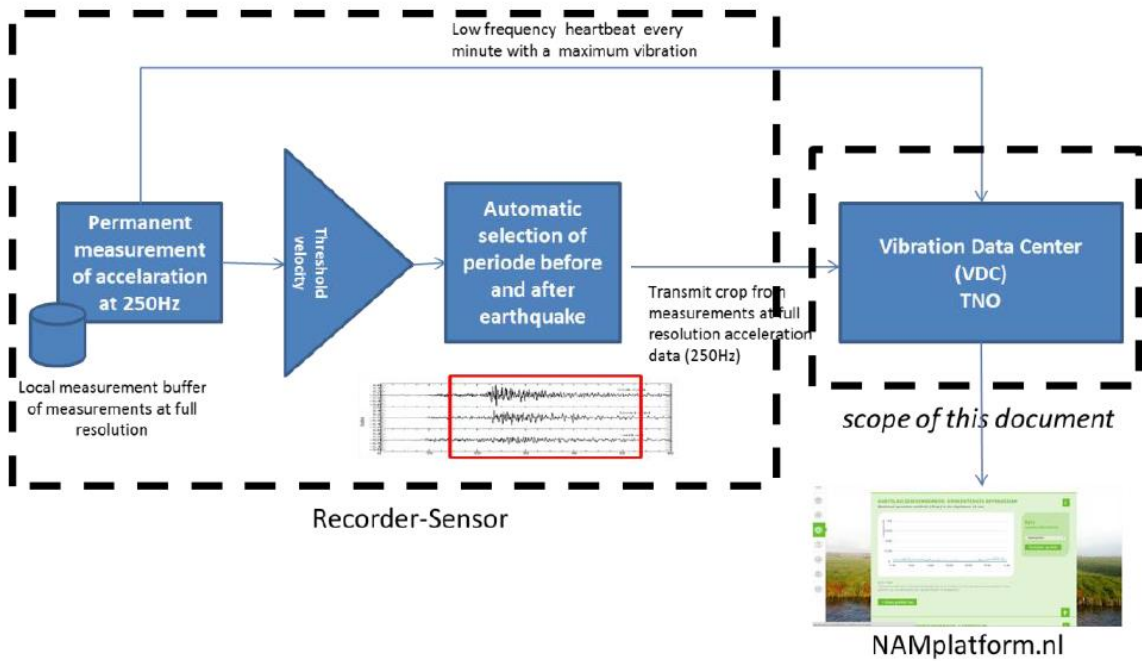 Low frequency heartbeat every
minute with a maximum vibration
Permanent
measurement
of accelaration
at 250Hz
Threshold
velocity
Automatic
selection of
periode before
and after
earthquake
Transmit crop from
measurements at full
resolution acceleration
data (250Hz)
Vibration Data Center
(VDC)
TNO
Local measurement buffer
of measurements at full
resolution
scope of this document
Recorder-Sensor
NAMplatform.nl